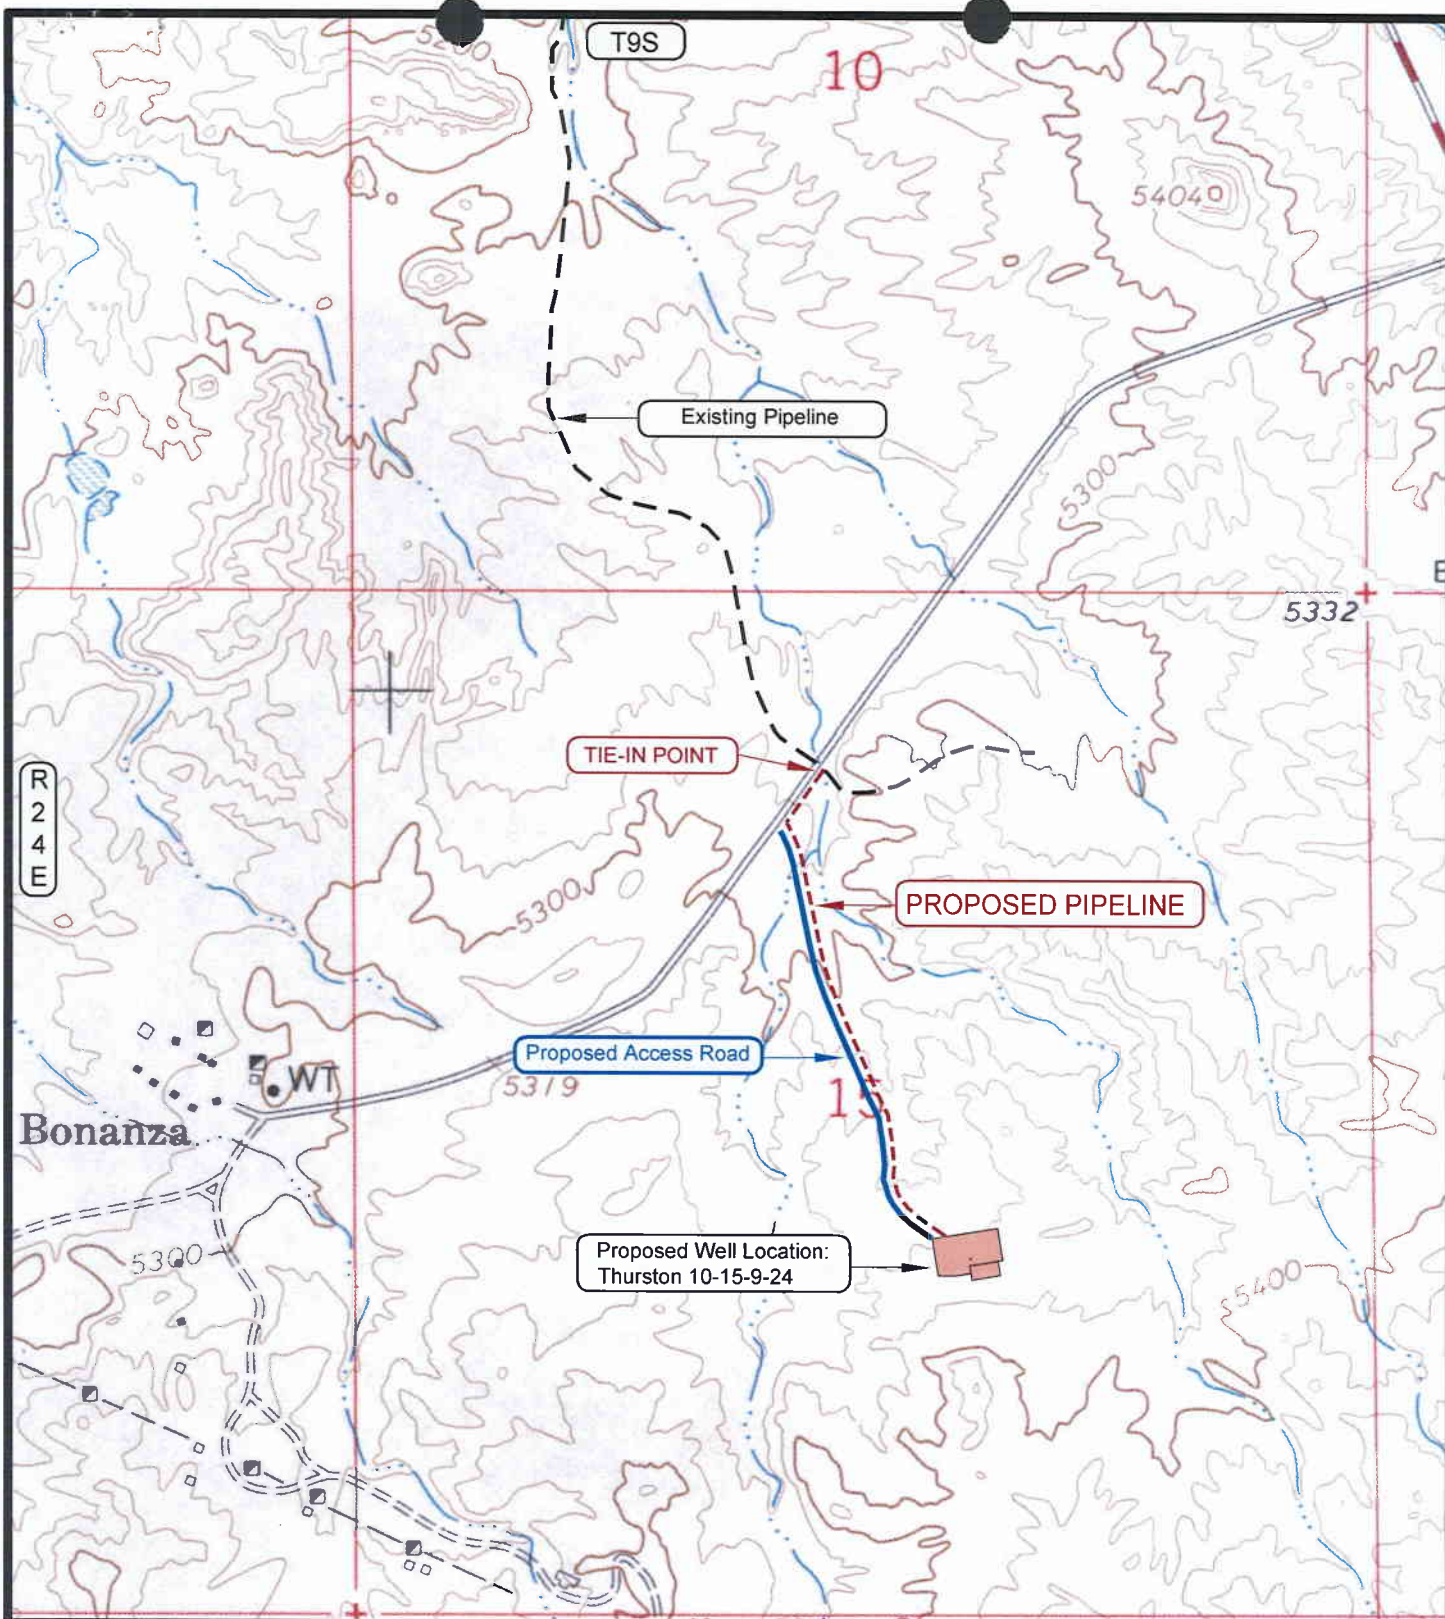 T9S
10
5404
Existing Pipeline
5300
5332
TIE-IN POINT
R
2
4
E
PROPOSED PIPELINE
5300
Proposed Access Road
WT
5319
15
Bonanza
Proposed Well Location:
Thurston 10-15-9-24
5300
5400